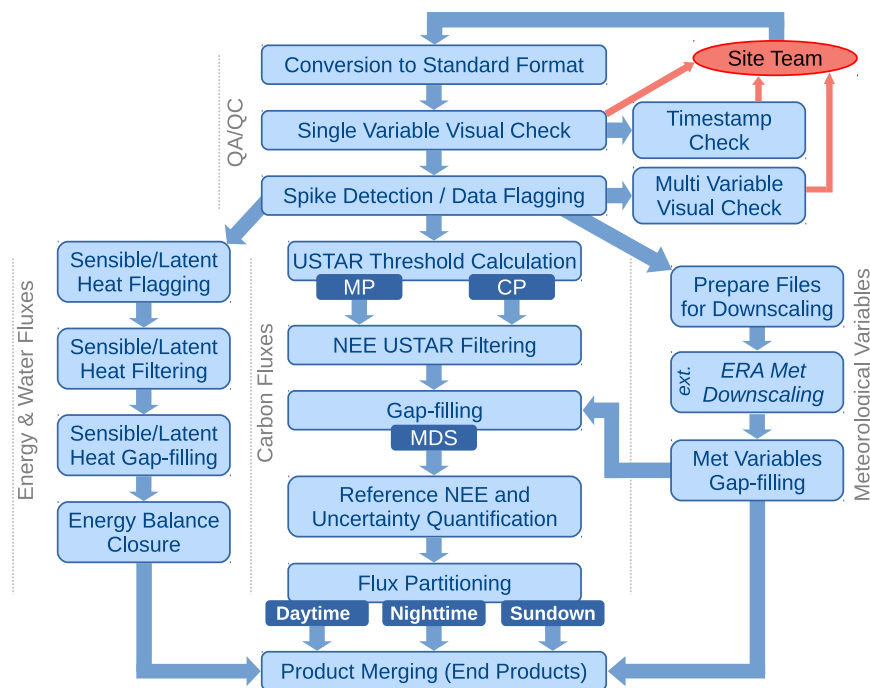 Site Team
Conversion to Standard Format
QA/QC
Single Variable Visual Check
Timestamp
Check
Spike Detection / Data Flagging
Multi Variable
Visual Check
Energy & Water Fluxes
Sensible/Latent
Heat Flagging
Sensible/Latent
Heat Filtering
Sensible/Latent
Heat Gap-filling
Energy Balance
Closure
Carbon Fluxes
USTAR Threshold Calculation
MP
CP
NEE USTAR Filtering
Gap-filling
MDS
Reference NEE and
Uncertainty Quantification
Flux Partitioning
Daytime
Nighttime
Sundown
Meteorological Variables
Prepare Files
for Downscaling
ext.
ERA Met
Downscaling
Met Variables
Gap-filling
Product Merging (End Products)